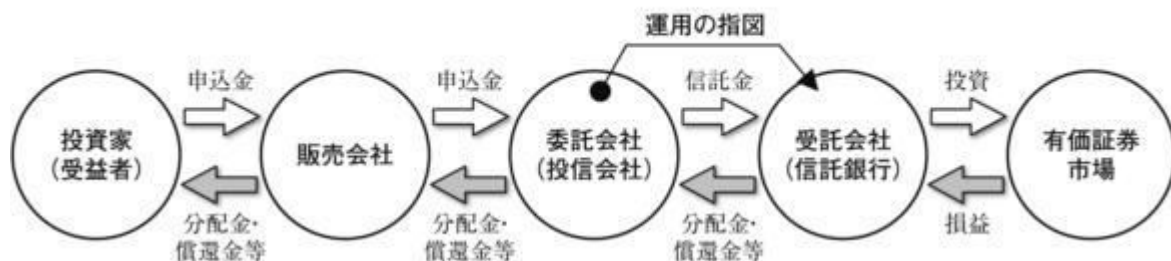 運用の指図
申込金
申込金
信託金
投資
投資家
(受益者)
販売会社
委託会社
(投信会社)
受託会社
(信託銀行)
有価証券
市場
分配金・
償還金等
分配金・
償還金等
分配金・
償還金等
損益